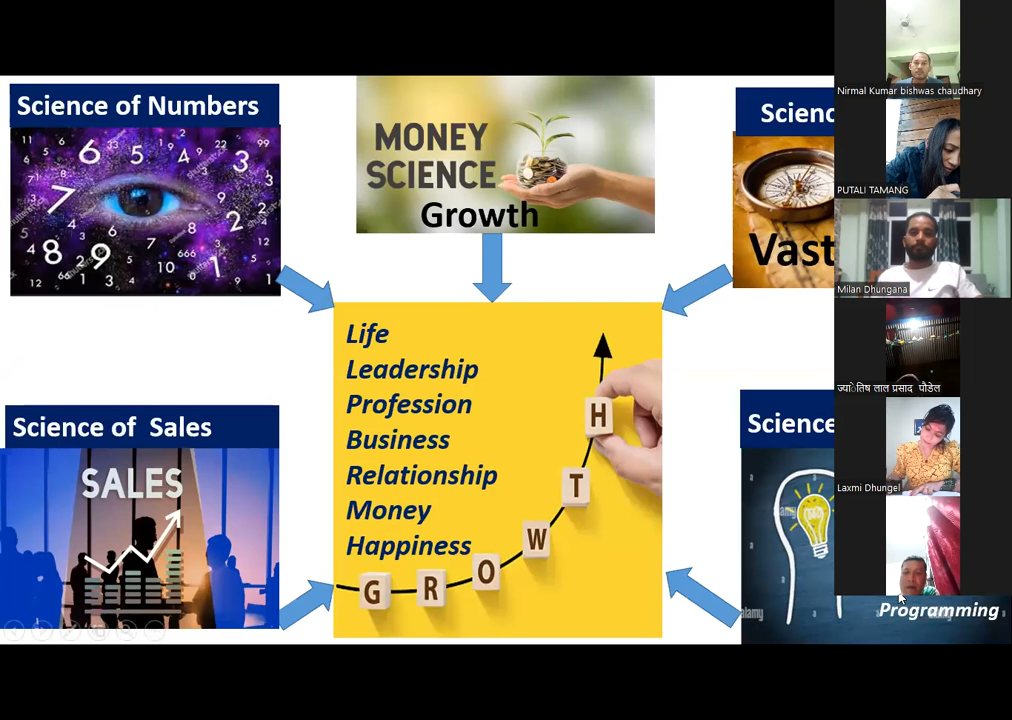 Science of Numbers
MONEY
SCIENCE
Growth
Scienc
Vast
Life
Leadership
Profession
Business
Relationship
Money
Happiness
G R O W T H
Science of Sales
SALES
Science
Programming
Nirmal Kumar bishwas chaudhary
PUTALI TAMANG
Milan Dhungana
ज्योतिष लाल प्रसाद पौडेल
Laxmi Dhungel